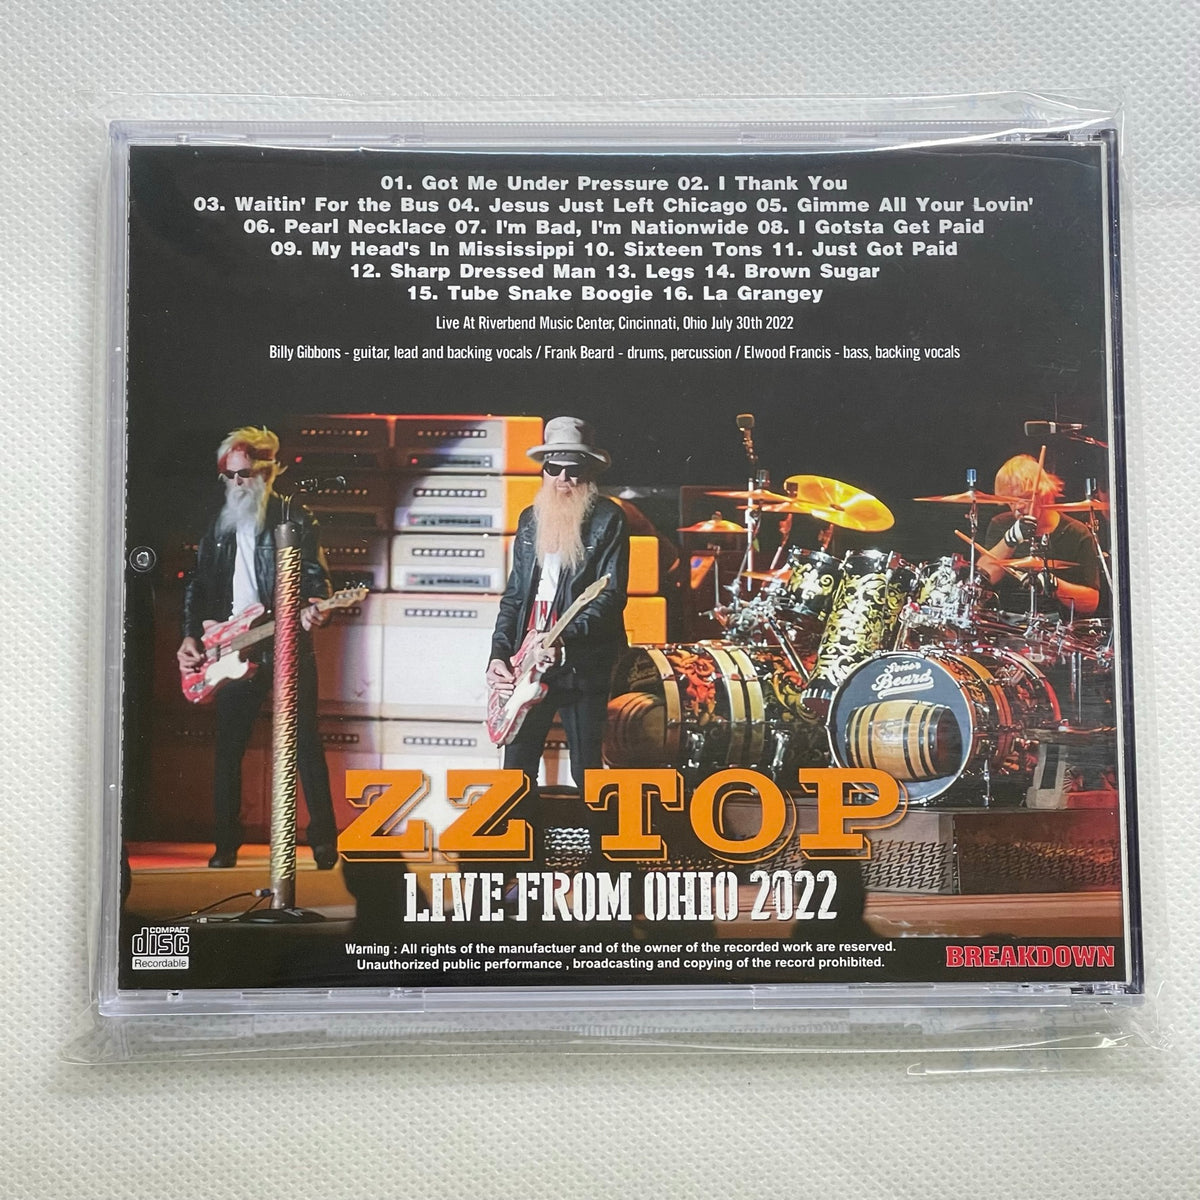 01. Got Me Under Pressure 02. I Thank You
03. Waitin' For the Bus 04. Jesus Just Left Chicago 05. Gimme All Your Lovin'
06. Pearl Necklace 07. I'm Bad, I'm Nationwide 08. I Gotsta Get Paid
09. My Head's In Mississippi 10. Sixteen Tons 11. Just Got Paid
12. Sharp Dressed Man 13. Legs 14. Brown Sugar
15. Tube Snake Boogie 16. La Grangey
Live At Riverbend Music Center, Cincinnati, Ohio July 30th 2022
Billy Gibbons - guitar, lead and backing vocals / Frank Beard - drums, percussion / Elwood Francis - bass, backing vocals
Señor
Beard
ZZ TOP
LIVE FROM OHIO 2022
COMPACT
disc
Recordable
Warning : All rights of the manufactuer and of the owner of the recorded work are reserved.
Unauthorized public performance , broadcasting and copying of the record prohibited.
BREAKDOWN